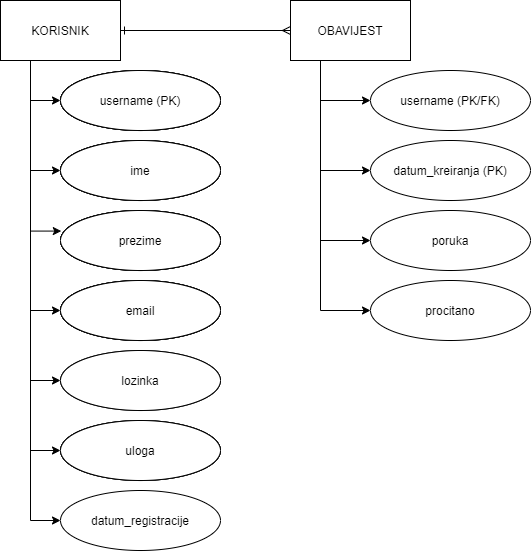 KORISNIK
OBAVIJEST
username (PK)
ime
prezime
email
lozinka
uloga
datum_registracije
username (PK/FK)
datum_kreiranja (PK)
poruka
procitano